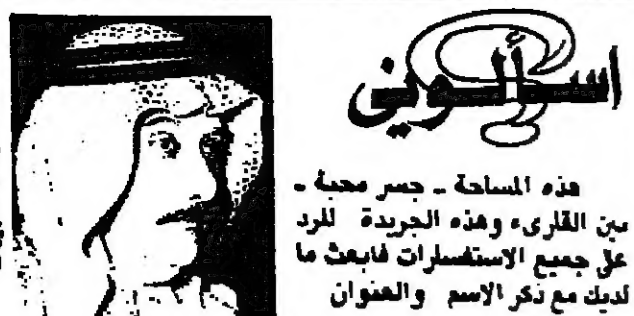 اسألوني
هذه المساحة - جسر محبة -
بين القارىء وهذه الجريدة للرد
على جميع الاستفسارات فابعث ما
لديك مع ذكر الاسم والعنوان